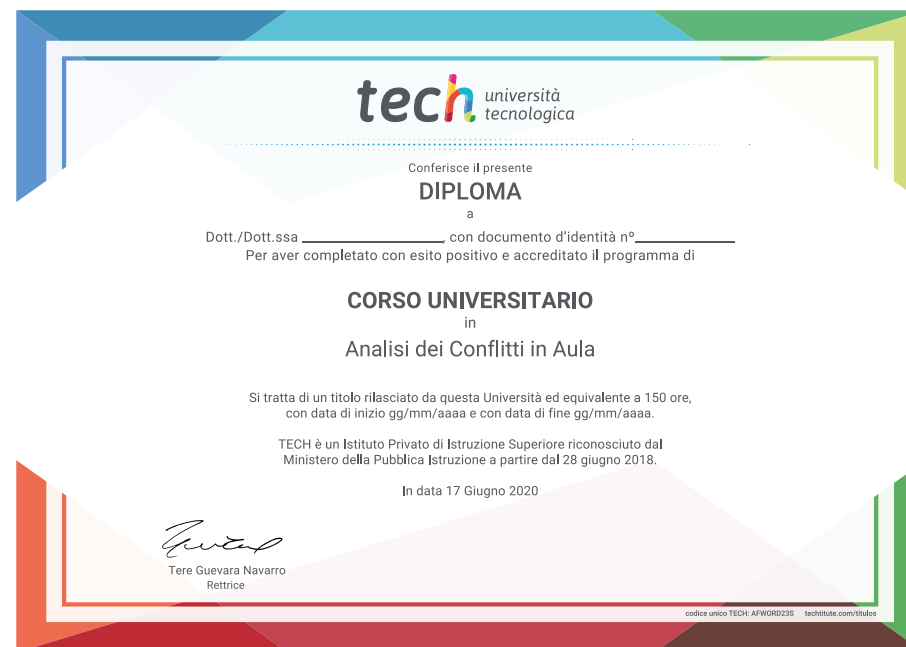 tech università
tecnologica
Conferisce il presente
DIPLOMA
a
Dott./Dott.ssa ____________________, con documento d'identità nº______________
Per aver completato con esito positivo e accreditato il programma di
CORSO UNIVERSITARIO
in
Analisi dei Conflitti in Aula
Si tratta di un titolo rilasciato da questa Università ed equivalente a 150 ore,
con data di inizio gg/mm/aaaa e con data di fine gg/mm/aaaa.
TECH è un Istituto Privato di Istruzione Superiore riconosciuto dal
Ministero della Pubblica Istruzione a partire dal 28 giugno 2018.
In data 17 Giugno 2020
Tere Guevara Navarro
Rettrice
codice unico TECH: AFWORD23S techtitute.com/titulos